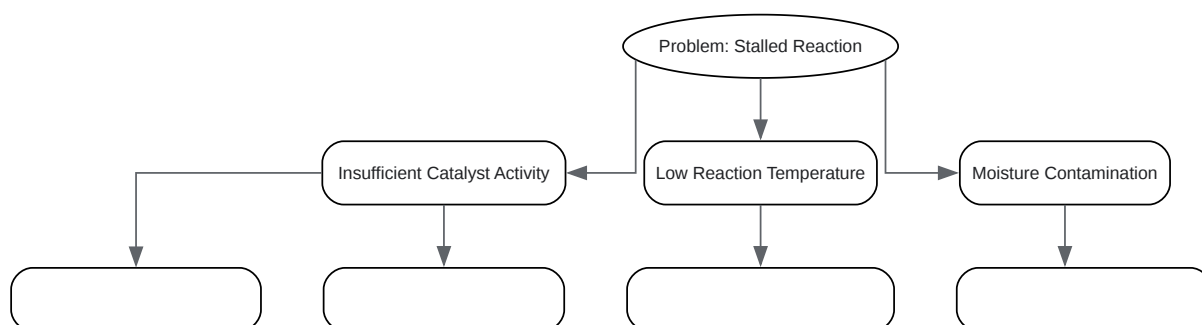 Problem: Stalled Reaction
Insufficient Catalyst Activity
Low Reaction Temperature
Moisture Contamination